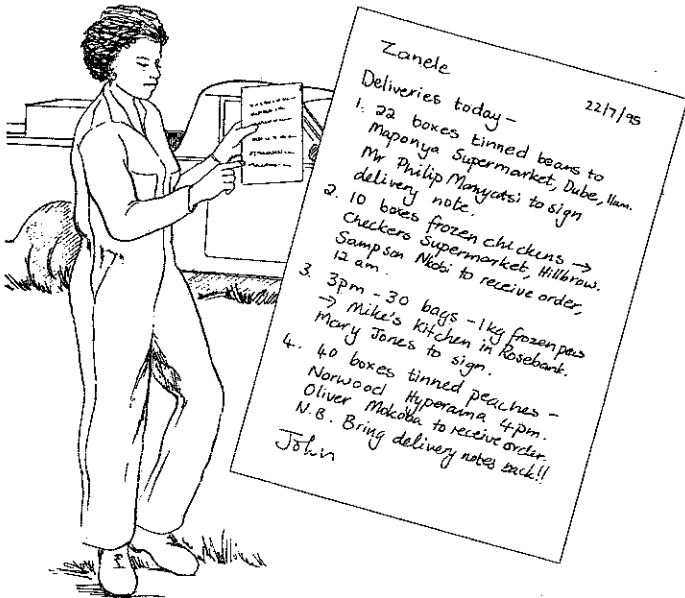 Zanele
22/7/95
Deliveries today -
1. 22 boxes tinned beans to
Maponya Supermarket, Dube, 11am.
Mr Philip Manyatsi to sign
delivery note.
2. 10 boxes frozen chickens →
Checkers Supermarket, Hillbrow.
Sampson Nkobi to receive order,
12 am.
3. 3pm - 30 bags - 1kg frozen peas
→ Mike's Kitchen in Rosebank.
Mary Jones to sign.
4. 40 boxes tinned peaches -
Norwood Hyperama 4pm.
Oliver Mokoba to receive order.
N.B. Bring delivery notes back!!
John